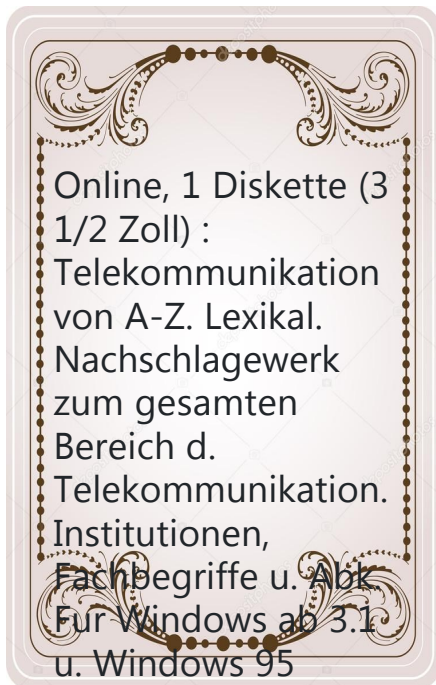 Online, 1 Diskette (3
1/2 Zoll) :
Telekommunikation
von A-Z. Lexikal.
Nachschlagewerk
zum gesamten
Bereich d.
Telekommunikation.
Institutionen,
Fachbegriffe u. Abk.
Fur Windows ab 3.1
u. Windows 95